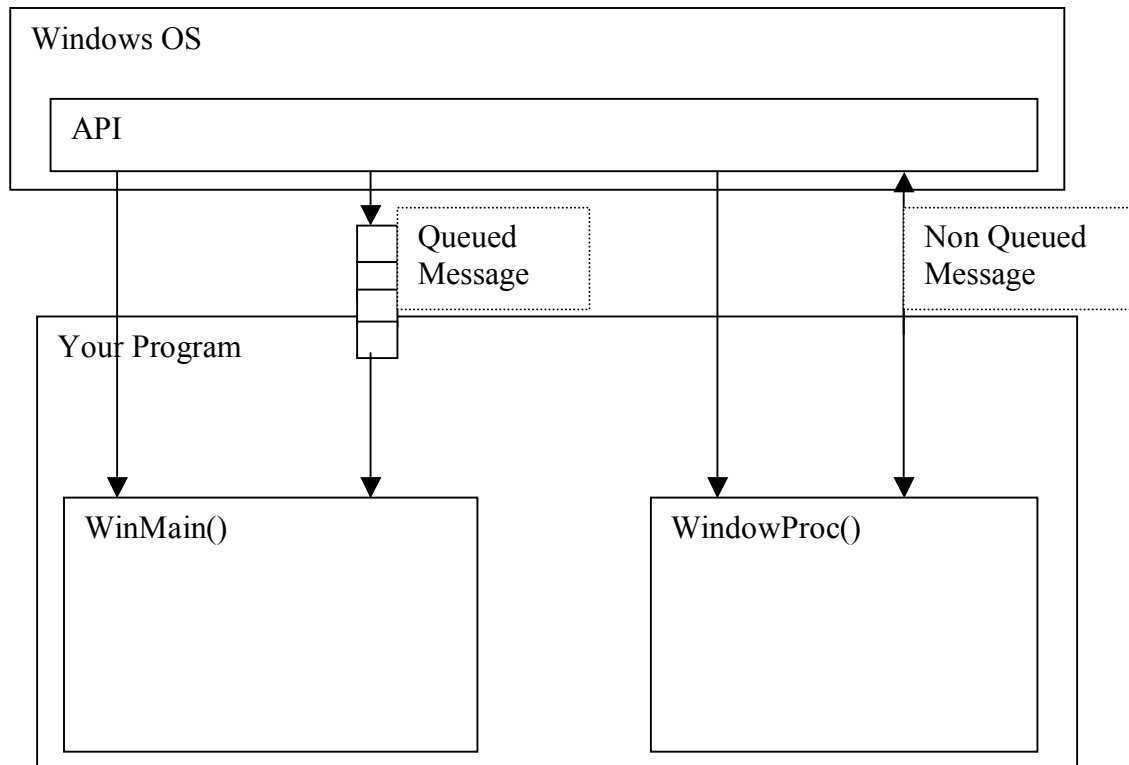 Windows OS
API
Queued
Message
Non Queued
Message
Your Program
WinMain()
WindowProc()